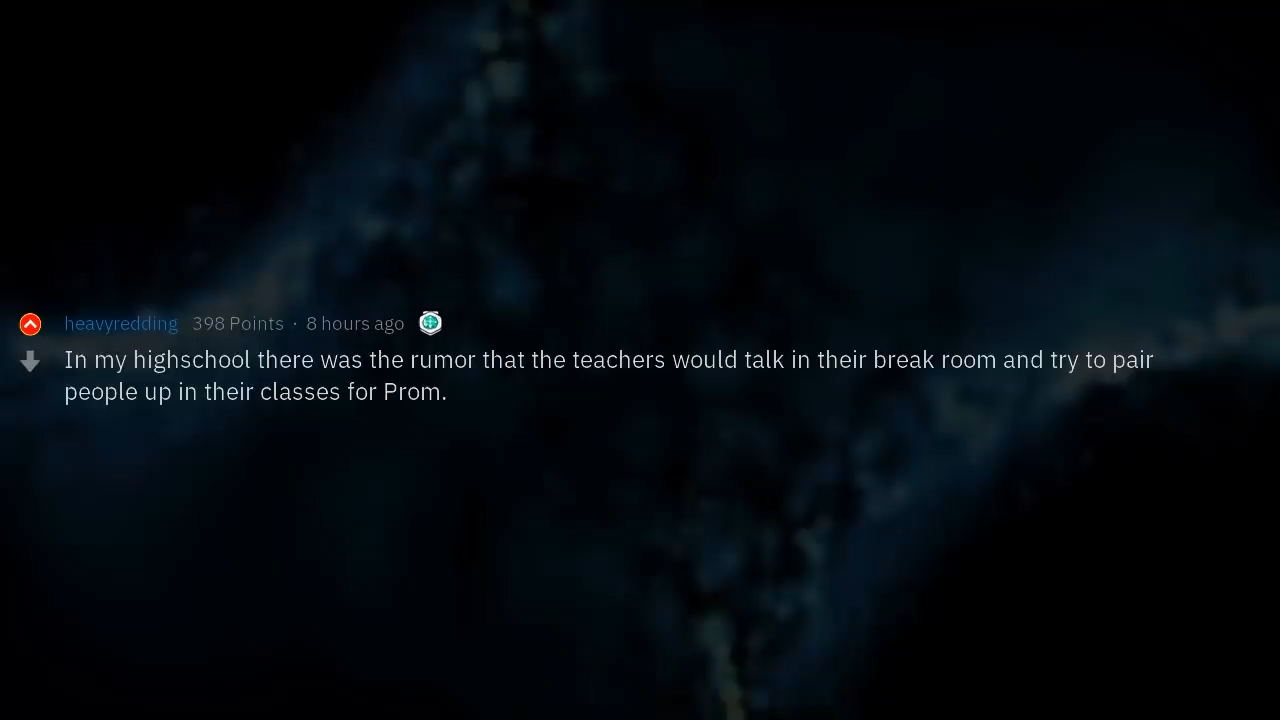 heavyredding 398 Points · 8 hours ago
In my highschool there was the rumor that the teachers would talk in their break room and try to pair
people up in their classes for Prom.